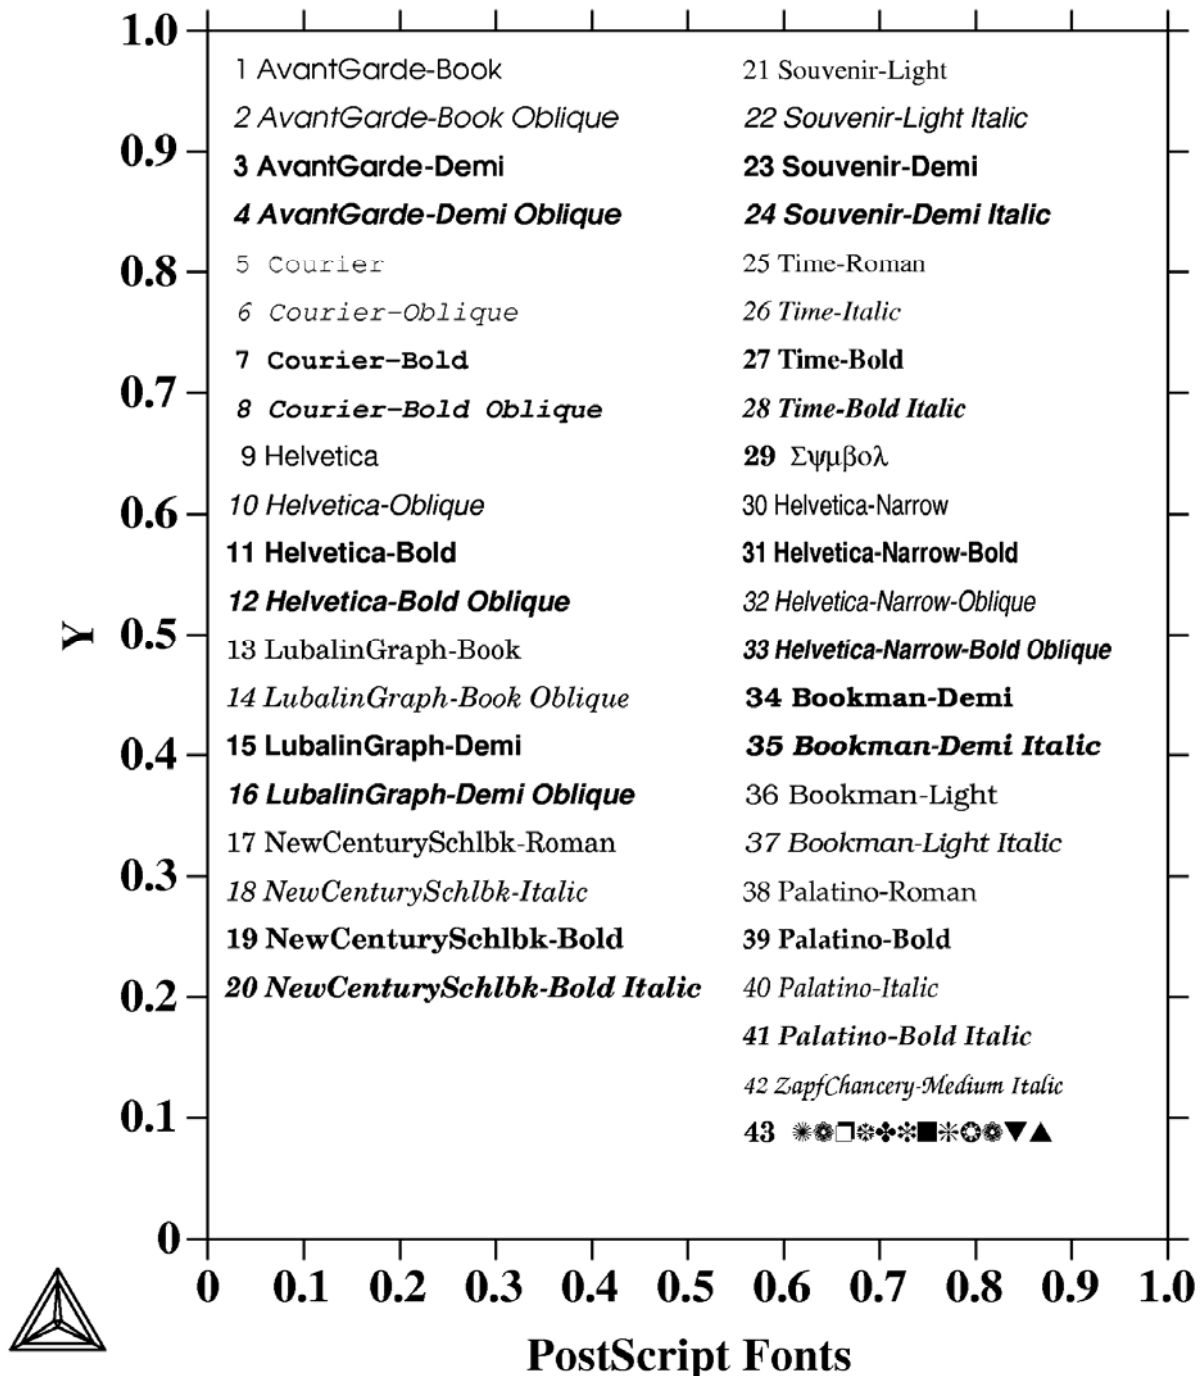 1.0
0.9
0.8
0.7
0.6
0.5
0.4
0.3
0.2
0.1
0
Y
1 AvantGarde-Book
2 AvantGarde-Book Oblique
3 AvantGarde-Demi
4 AvantGarde-Demi Oblique
5 Courier
6 Courier-Oblique
7 Courier-Bold
8 Courier-Bold Oblique
9 Helvetica
10 Helvetica-Oblique
11 Helvetica-Bold
12 Helvetica-Bold Oblique
13 LubalinGraph-Book
14 LubalinGraph-Book Oblique
15 LubalinGraph-Demi
16 LubalinGraph-Demi Oblique
17 NewCenturySchlbk-Roman
18 NewCenturySchlbk-Italic
19 NewCenturySchlbk-Bold
20 NewCenturySchlbk-Bold Italic
21 Souvenir-Light
22 Souvenir-Light Italic
23 Souvenir-Demi
24 Souvenir-Demi Italic
25 Time-Roman
26 Time-Italic
27 Time-Bold
28 Time-Bold Italic
29 Σψμβολ
30 Helvetica-Narrow
31 Helvetica-Narrow-Bold
32 Helvetica-Narrow-Oblique
33 Helvetica-Narrow-Bold Oblique
34 Bookman-Demi
35 Bookman-Demi Italic
36 Bookman-Light
37 Bookman-Light Italic
38 Palatino-Roman
39 Palatino-Bold
40 Palatino-Italic
41 Palatino-Bold Italic
42 ZapfChancery-Medium Italic
43 ✺❁❒❆✤❈■❊❂❁▼▲
0 0.1 0.2 0.3 0.4 0.5 0.6 0.7 0.8 0.9 1.0
PostScript Fonts